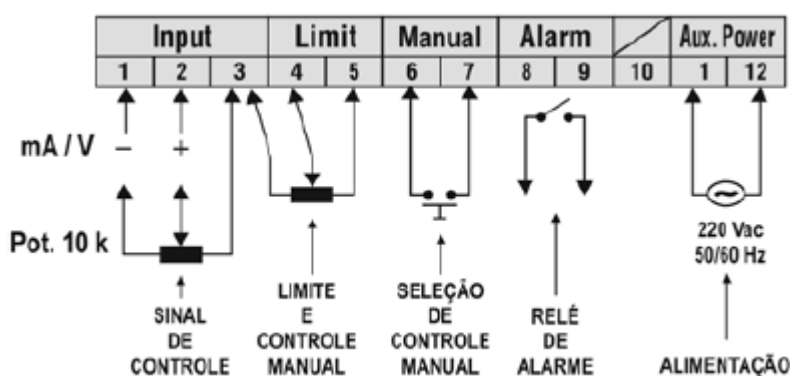 Input Limit Manual Alarm Aux. Power
1 2 3 4 5 6 7 8 9 10 1 12
mA / V - +
Pot. 10 k
220 Vac
50/60 Hz
SINAL
DE
CONTROLE
LIMITE
E
CONTROLE
MANUAL
SELEÇÃO
DE
CONTROLE
MANUAL
RELÉ
DE
ALARME
ALIMENTAÇÃO